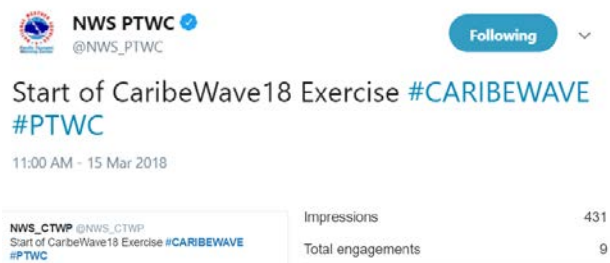 NWS PTWC
@NWS_PTWC
Following
Start of CaribeWave18 Exercise #CARIBEWAVE
#PTWC
11:00 AM - 15 Mar 2018
NWS_CTWP @NWS_CTWP
Start of CaribeWave18 Exercise #CARIBEWAVE
#PTWC
Impressions 431
Total engagements 9